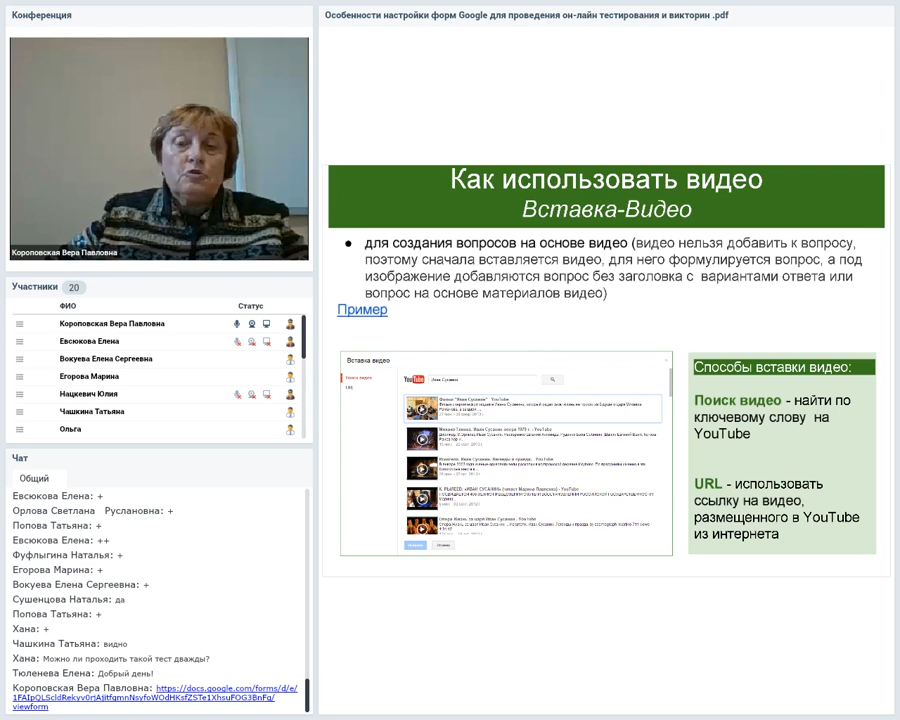 Конференция
Короповская Вера Павловна
Участники 20
ФИО Статус
Короповская Вера Павловна
Евсюкова Елена
Вокуева Елена Сергеевна
Егорова Марина
Нацкевич Юлия
Чашкина Татьяна
Ольга
Чат
Общий
Евсюкова Елена: +
Орлова Светлана Руслановна: +
Попова Татьяна: +
Евсюкова Елена: ++
Фуфлыгина Наталья: +
Егорова Марина: +
Вокуева Елена Сергеевна: +
Сушенцова Наталья: да
Попова Татьяна: +
Хана: +
Чашкина Татьяна: видно
Хана: Можно ли проходить такой тест дважды?
Тюленева Елена: Добрый день!
Короповская Вера Павловна: https://docs.google.com/forms/d/e/
viewform
Особенности настройки форм Google для проведения он-лайн тестирования и викторин .pdf
Как использовать видео
Вставка-Видео
● для создания вопросов на основе видео (видео нельзя добавить к вопросу,
поэтому сначала вставляется видео, для него формулируется вопрос, а под
изображение добавляются вопрос без заголовка с вариантами ответа или
вопрос на основе материалов видео)
Пример
Вставка видео
Поиск видео
URL
YouTube Иван Сусанин
Фильм "Иван Сусанин" - YouTube
Способы вставки видео:
Поиск видео - найти по
ключевому слову на
YouTube
URL - использовать
ссылку на видео,
размещенного в YouTube
из интернета